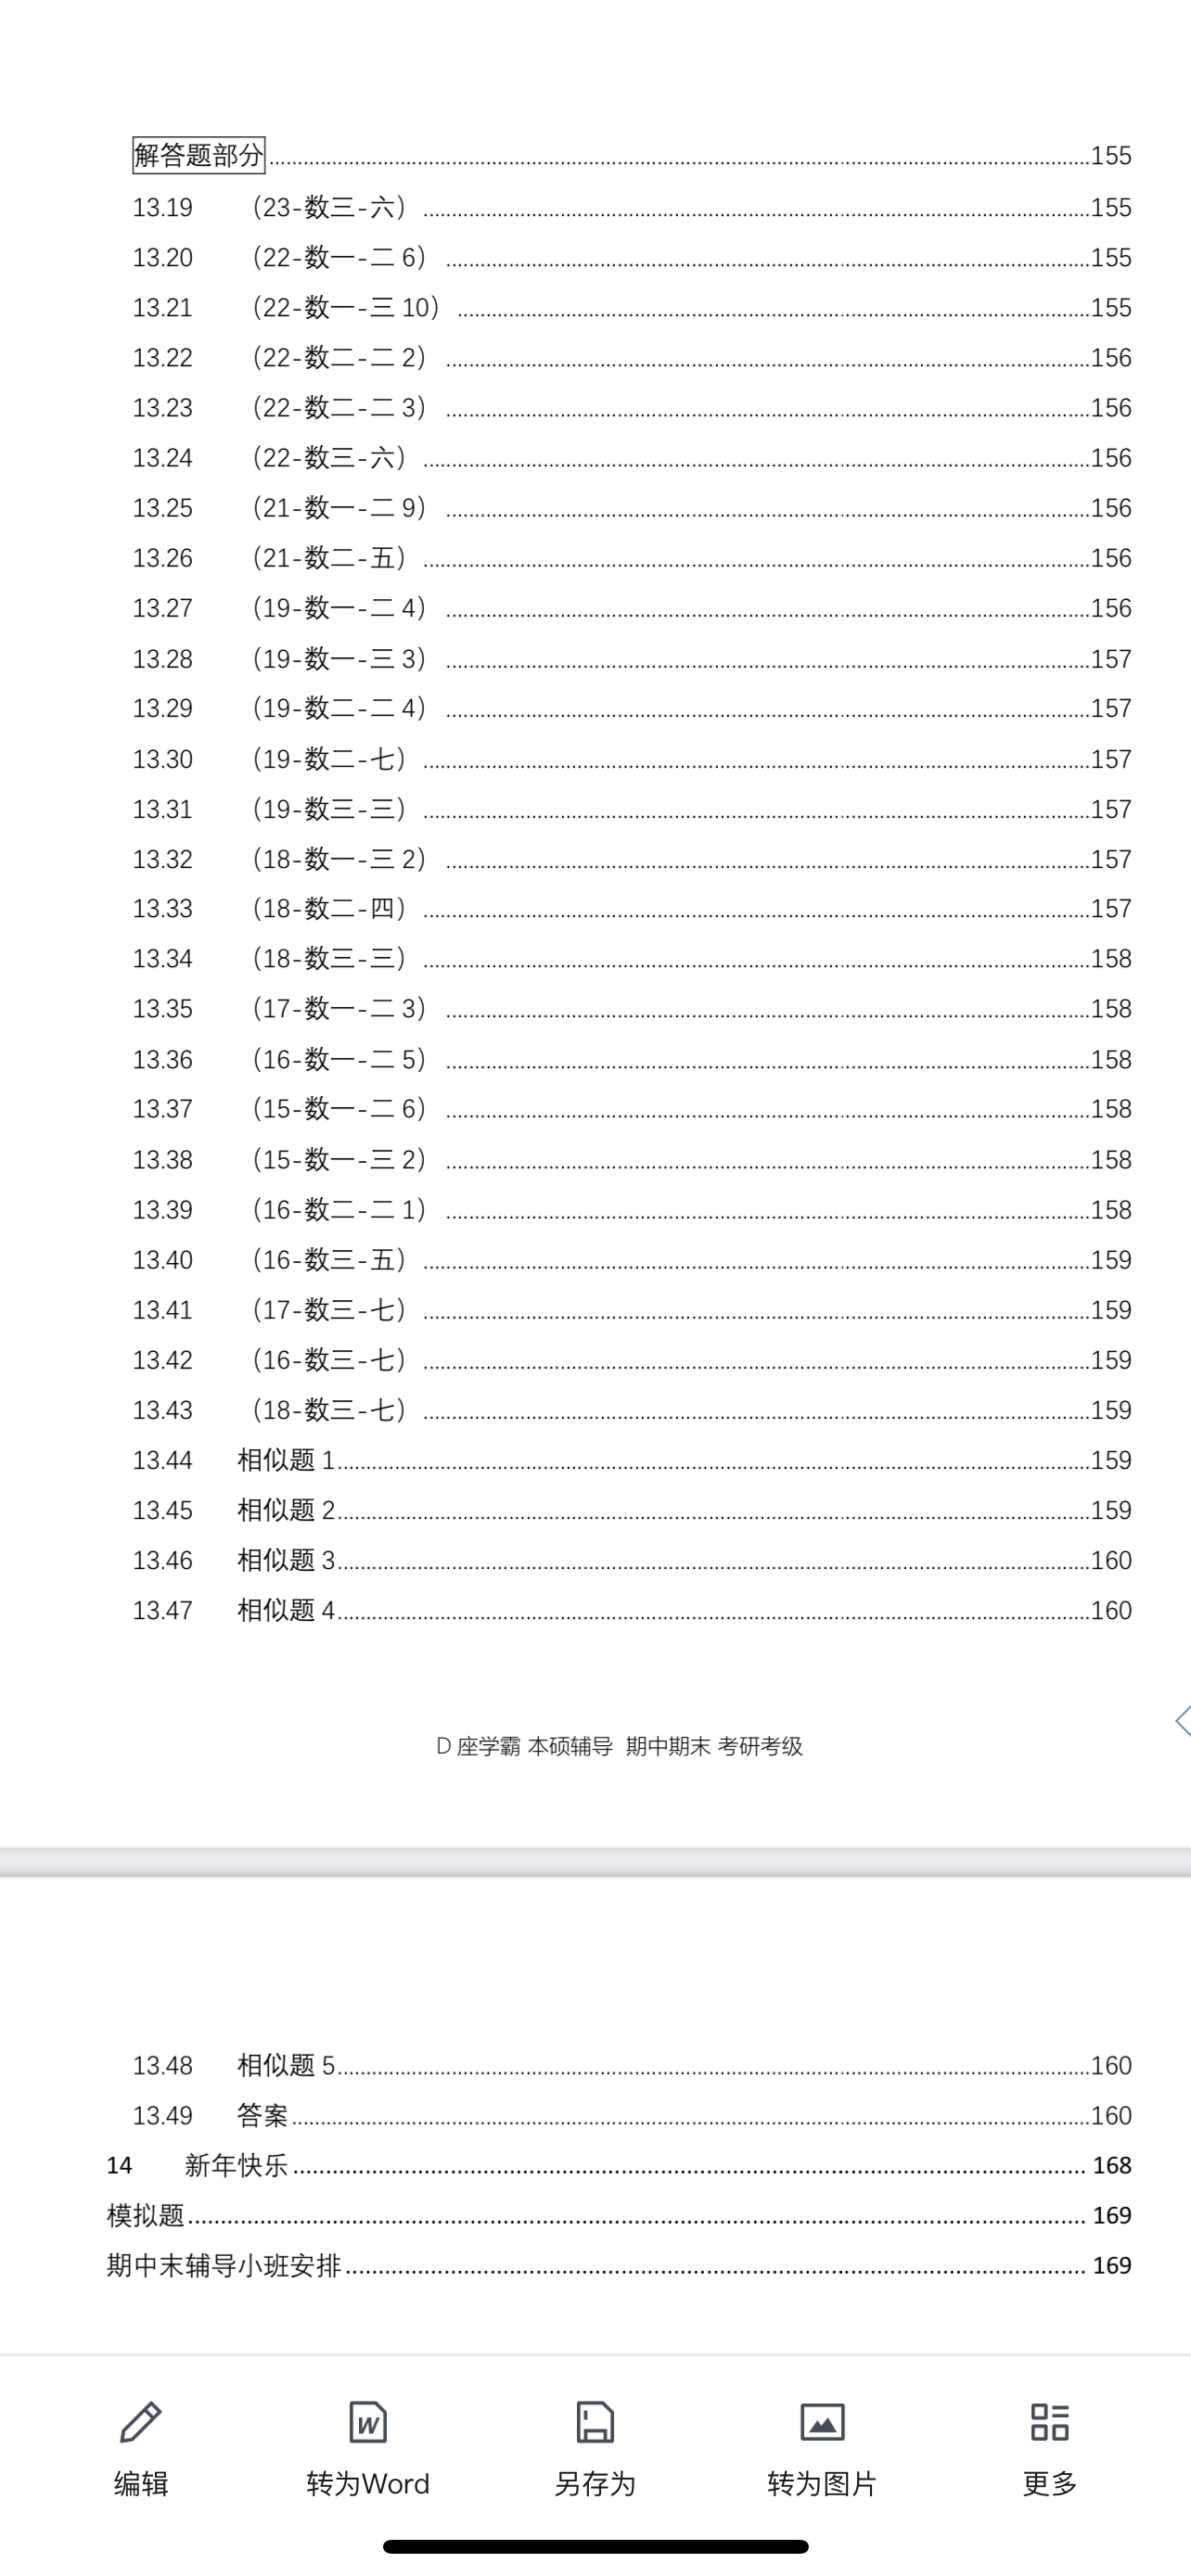 解答题部分........155
13.19 （23-数三-六）........155
13.20 （22-数一-二 6）........155
13.21 （22-数一-三 10）........155
13.22 （22-数二-二 2）........156
13.23 （22-数二-二 3）........156
13.24 （22-数三-六）........156
13.25 （21-数一-二 9）........156
13.26 （21-数二-五）........156
13.27 （19-数一-二 4）........156
13.28 （19-数一-三 3）........157
13.29 （19-数二-二 4）........157
13.30 （19-数二-七）........157
13.31 （19-数三-三）........157
13.32 （18-数一-三 2）........157
13.33 （18-数二-四）........157
13.34 （18-数三-三）........158
13.35 （17-数一-二 3）........158
13.36 （16-数一-二 5）........158
13.37 （15-数一-二 6）........158
13.38 （15-数一-三 2）........158
13.39 （16-数二-二 1）........158
13.40 （16-数三-五）........159
13.41 （17-数三-七）........159
13.42 （16-数三-七）........159
13.43 （18-数三-七）........159
13.44 相似题 1........159
13.45 相似题 2........159
13.46 相似题 3........160
13.47 相似题 4........160
D 座学霸 本硕辅导 期中期末 考研考级
13.48 相似题 5........160
13.49 答案........160
14 新年快乐........168
模拟题........169
期中末辅导小班安排........169
编辑 转为Word 另存为 转为图片 更多